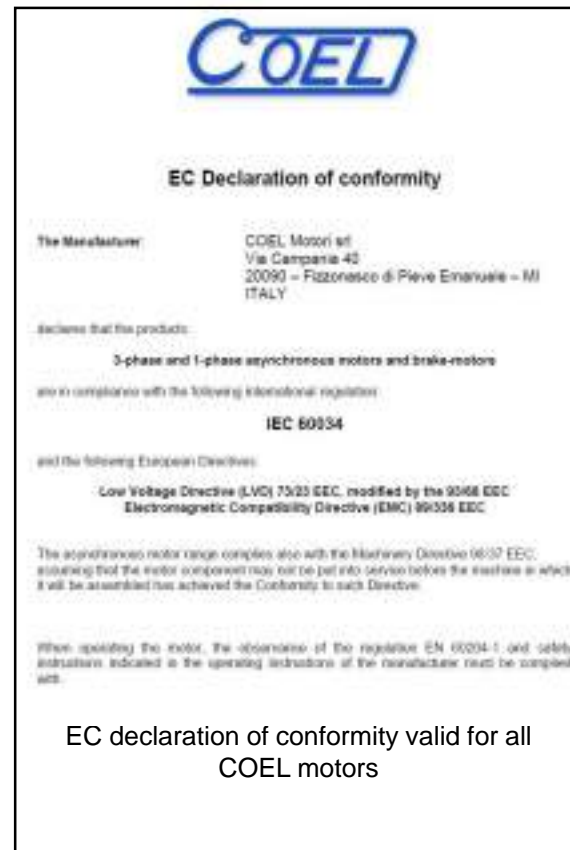 COEL
EC Declaration of conformity
The Manufacturer: COEL Motori srl
Via Campania 40
20090 – Fizzonasco di Pieve Emanuele – MI
ITALY
declares that the products:
3-phase and 1-phase asynchronous motors and brake-motors
are in compliance with the following international regulation:
IEC 60034
and the following European Directives:
Low Voltage Directive (LVD) 73/23 EEC, modified by the 93/68 EEC
Electromagnetic Compatibility Directive (EMC) 89/336 EEC
The asynchronous motor range complies also with the Machinery Directive 98/37 EEC,
assuming that the motor component may not be put into service before the machine in which
it will be assembled has achieved the Conformity to such Directive.
When operating the motor, the observance of the regulation EN 60204-1 and safety
instructions indicated in the operating instructions of the manufacturer must be complied
with.
EC declaration of conformity valid for all
COEL motors